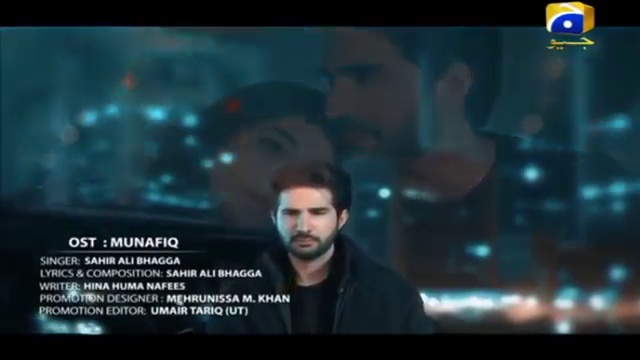 جیو
OST : MUNAFIQ
SINGER: SAHIR ALI BHAGGA
LYRICS & COMPOSITION: SAHIR ALI BHAGGA
WRITER: HINA HUMA NAFEES
PROMOTION DESIGNER : MEHRUNISSA M. KHAN
PROMOTION EDITOR: UMAIR TARIQ (UT)